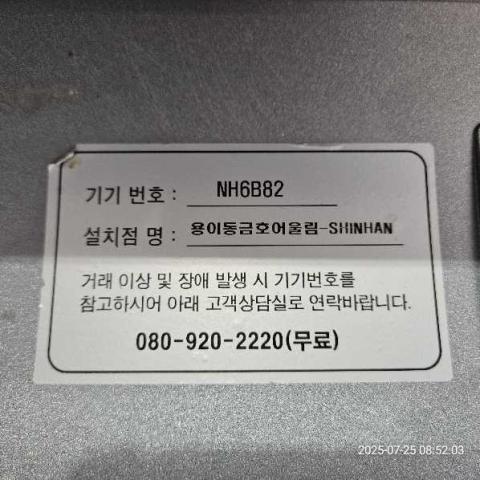 기기 번호 : NH6B82
설치점 명 : 용이동금호어울림-SHINHAN
거래 이상 및 장애 발생 시 기기번호를
참고하시어 아래 고객상담실로 연락바랍니다.
080-920-2220(무료)
2025-07-25 08:52:03